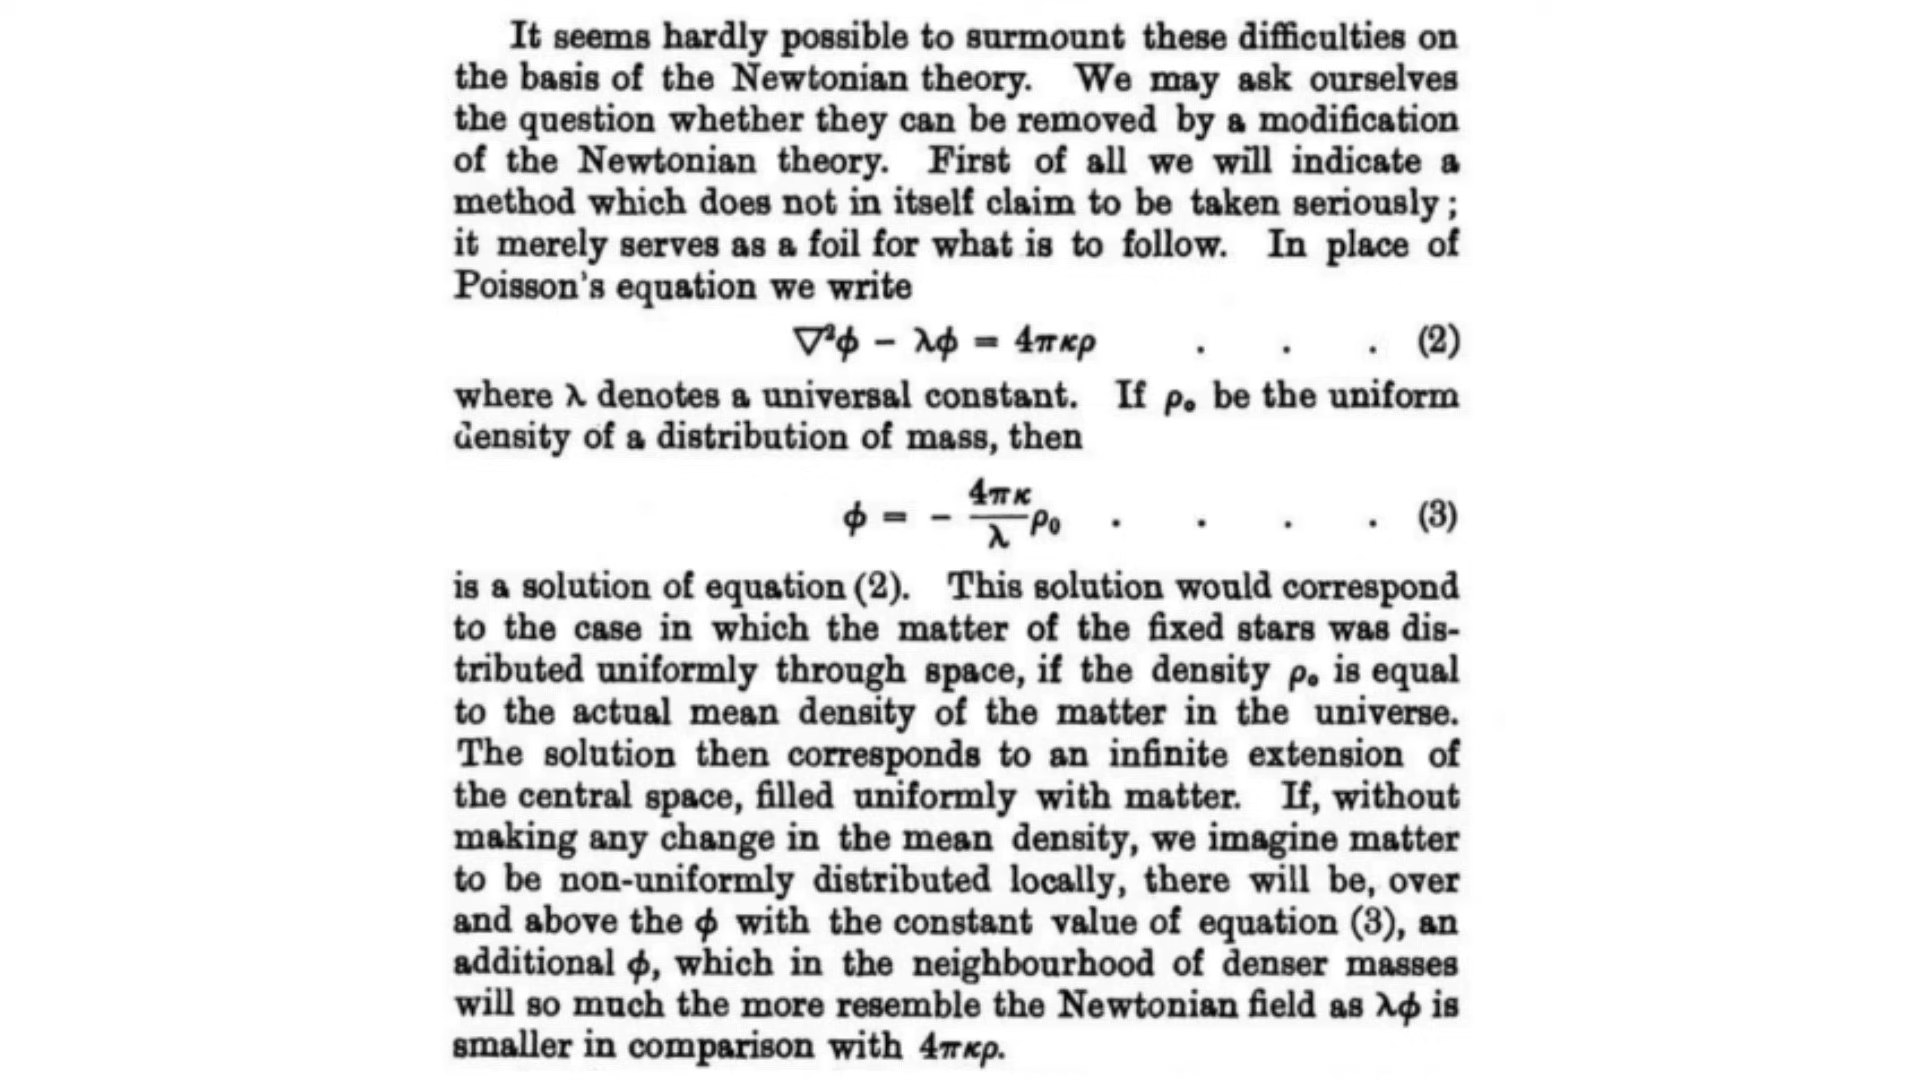 It seems hardly possible to surmount these difficulties on
the basis of the Newtonian theory. We may ask ourselves
the question whether they can be removed by a modification
of the Newtonian theory. First of all we will indicate a
method which does not in itself claim to be taken seriously;
it merely serves as a foil for what is to follow. In place of
Poisson's equation we write
∇²ϕ − λϕ = 4πκρ . . . (2)
where λ denotes a universal constant. If ρ₀ be the uniform
density of a distribution of mass, then
ϕ = − 4πκ/λ ρ₀ . . . . (3)
is a solution of equation (2). This solution would correspond
to the case in which the matter of the fixed stars was dis-
tributed uniformly through space, if the density ρ₀ is equal
to the actual mean density of the matter in the universe.
The solution then corresponds to an infinite extension of
the central space, filled uniformly with matter. If, without
making any change in the mean density, we imagine matter
to be non-uniformly distributed locally, there will be, over
and above the ϕ with the constant value of equation (3), an
additional ϕ, which in the neighbourhood of denser masses
will so much the more resemble the Newtonian field as λϕ is
smaller in comparison with 4πκρ.